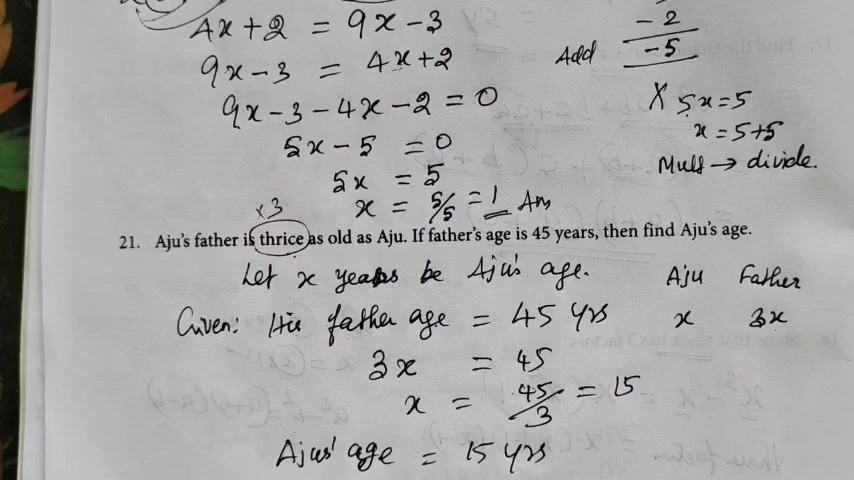 4x + 2 = 9x - 3
9x - 3 = 4x + 2
9x - 3 - 4x - 2 = 0
5x - 5 = 0
5x = 5
x = 5/5 = 1 Ans
-2
Add -5
X 5x = 5
x = 5+5
Mull → divide.
x3
21. Aju's father is thrice as old as Aju. If father's age is 45 years, then find Aju's age.
Let x years be Aju's age.
Given: His father age = 45 yrs
3x = 45
x = 45/3 = 15
Ajus' age = 15 yrs
Aju Father
x 3x